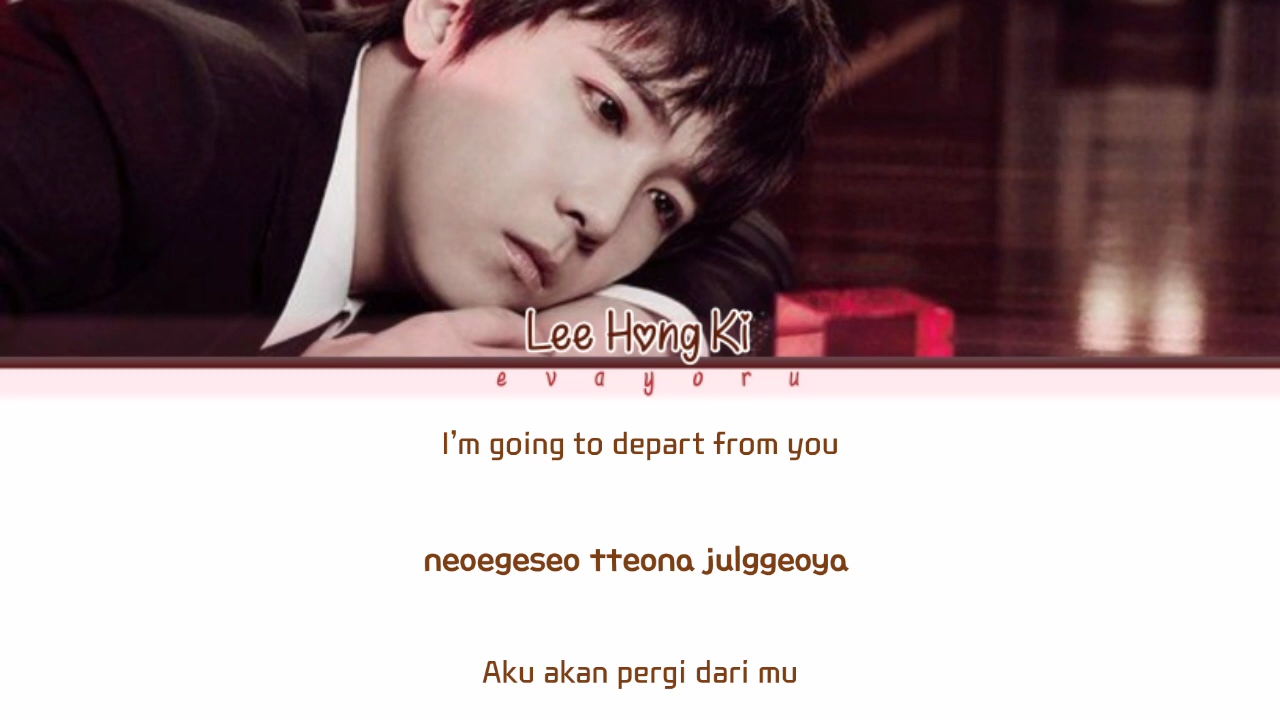 Lee Hong Ki
evayoru
I'm going to depart from you
neoegeseo tteona julggeoya
Aku akan pergi dari mu